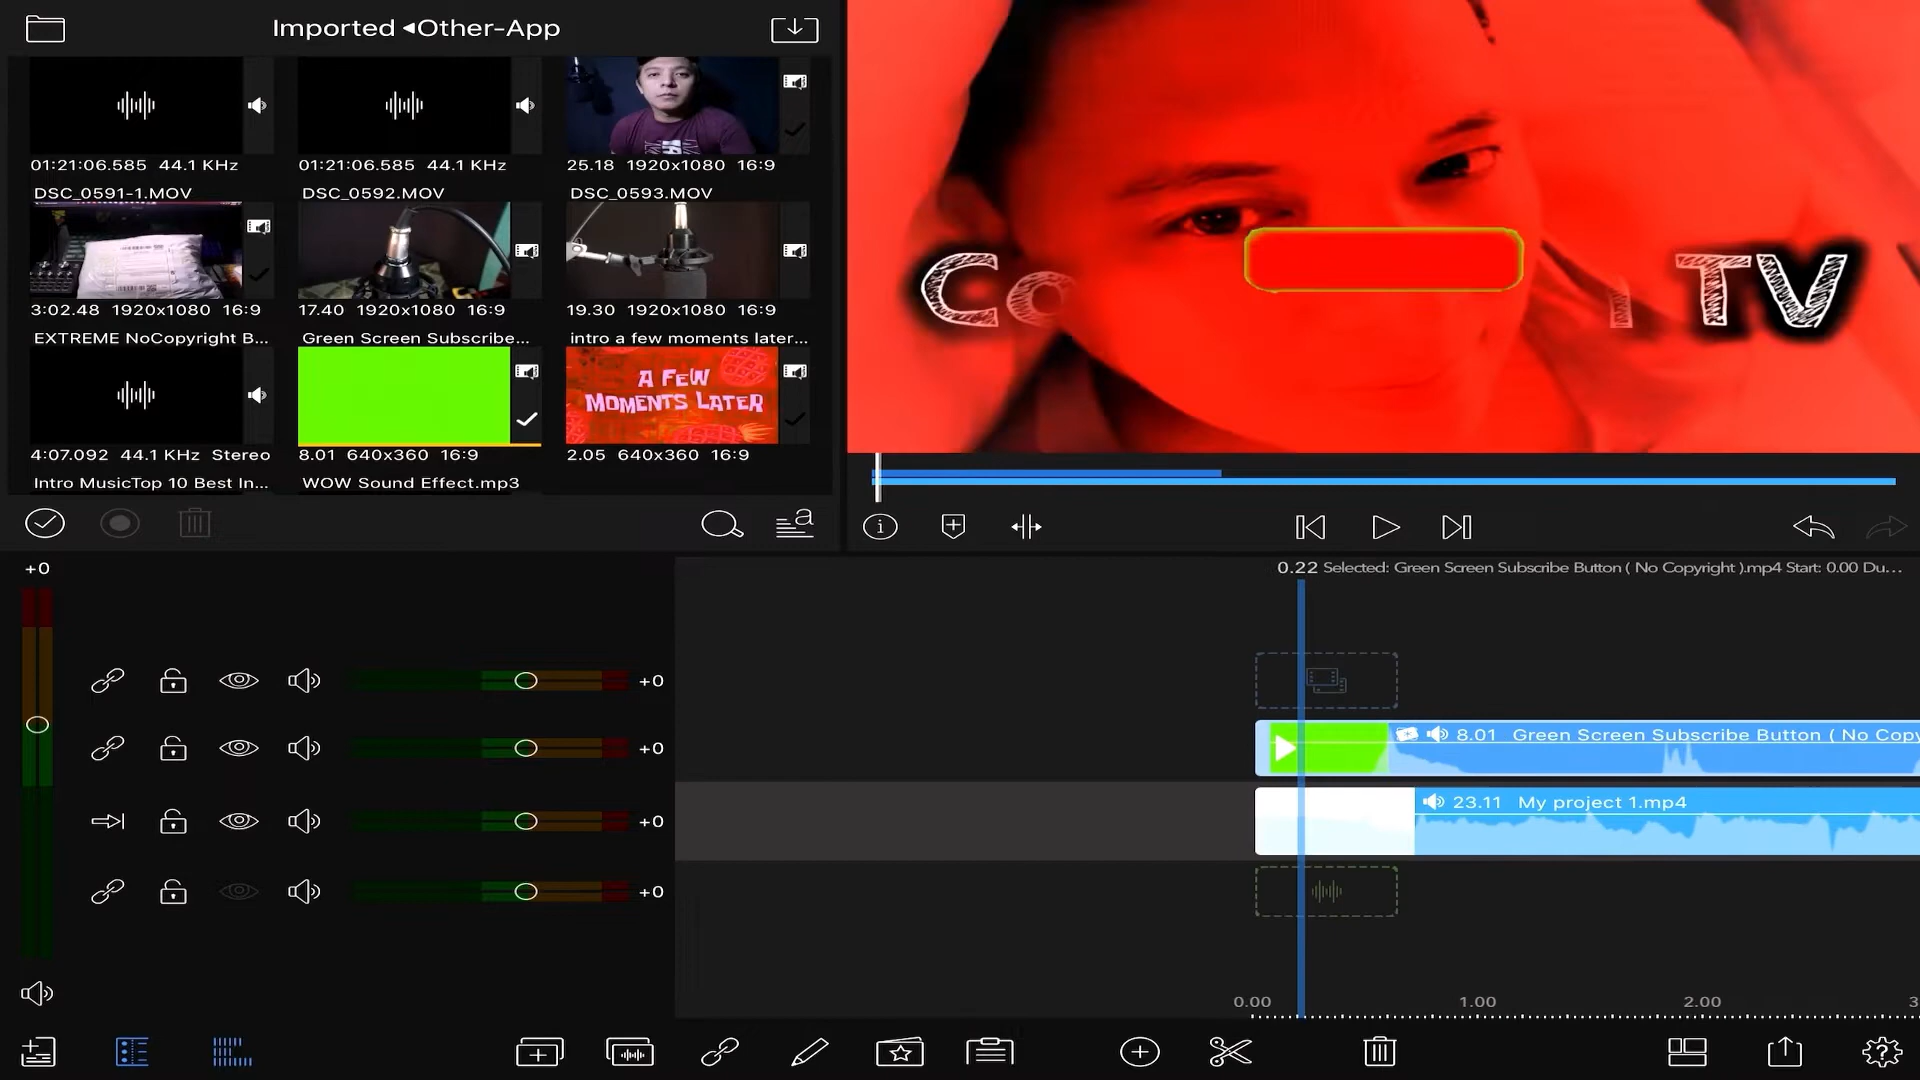 Imported ◂Other-App
01:21:06.585 44.1 KHz
01:21:06.585 44.1 KHz
25.18 1920x1080 16:9
DSC_0591-1.MOV
DSC_0592.MOV
DSC_0593.MOV
3:02.48 1920x1080 16:9
17.40 1920x1080 16:9
19.30 1920x1080 16:9
EXTREME NoCopyright B...
Green Screen Subscribe...
intro a few moments later...
A FEW
MOMENTS LATER
4:07.092 44.1 KHz Stereo
8.01 640x360 16:9
2.05 640x360 16:9
Intro MusicTop 10 Best In...
WOW Sound Effect.mp3
Co
TV
+0
0.22 Selected: Green Screen Subscribe Button ( No Copyright ).mp4 Start: 0.00 Du...
+0
8.01 Green Screen Subscribe Button ( No Copy
+0
23.11 My project 1.mp4
+0
+0
0.00 1.00 2.00 3